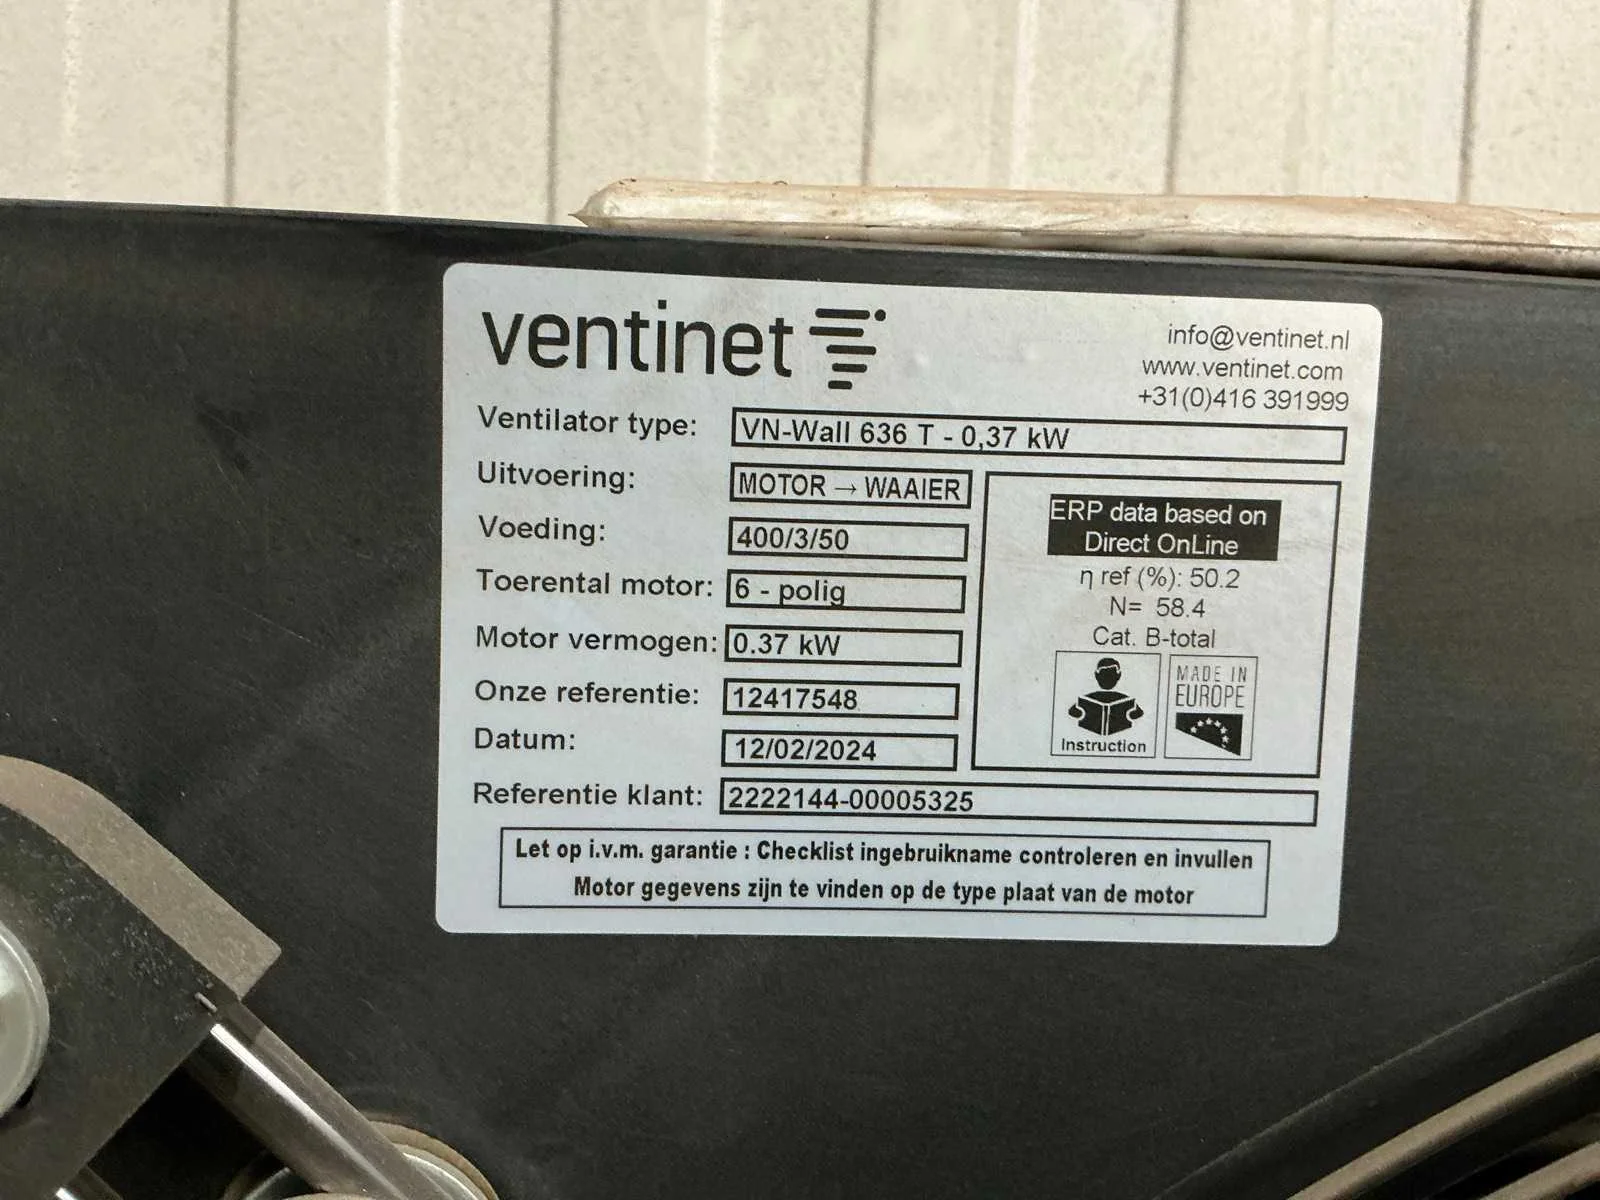 ventinet
info@ventinet.nl
www.ventinet.com
+31(0)416 391999
Ventilator type: VN-Wall 636 T - 0,37 kW
Uitvoering: MOTOR → WAAIER
Voeding: 400/3/50
Toerental motor: 6 - polig
Motor vermogen: 0.37 kW
Onze referentie: 12417548
Datum: 12/02/2024
Referentie klant: 2222144-00005325
ERP data based on
Direct OnLine
η ref (%): 50.2
N= 58.4
Cat. B-total
Instruction
MADE IN
EUROPE
Let op i.v.m. garantie : Checklist ingebruikname controleren en invullen
Motor gegevens zijn te vinden op de type plaat van de motor